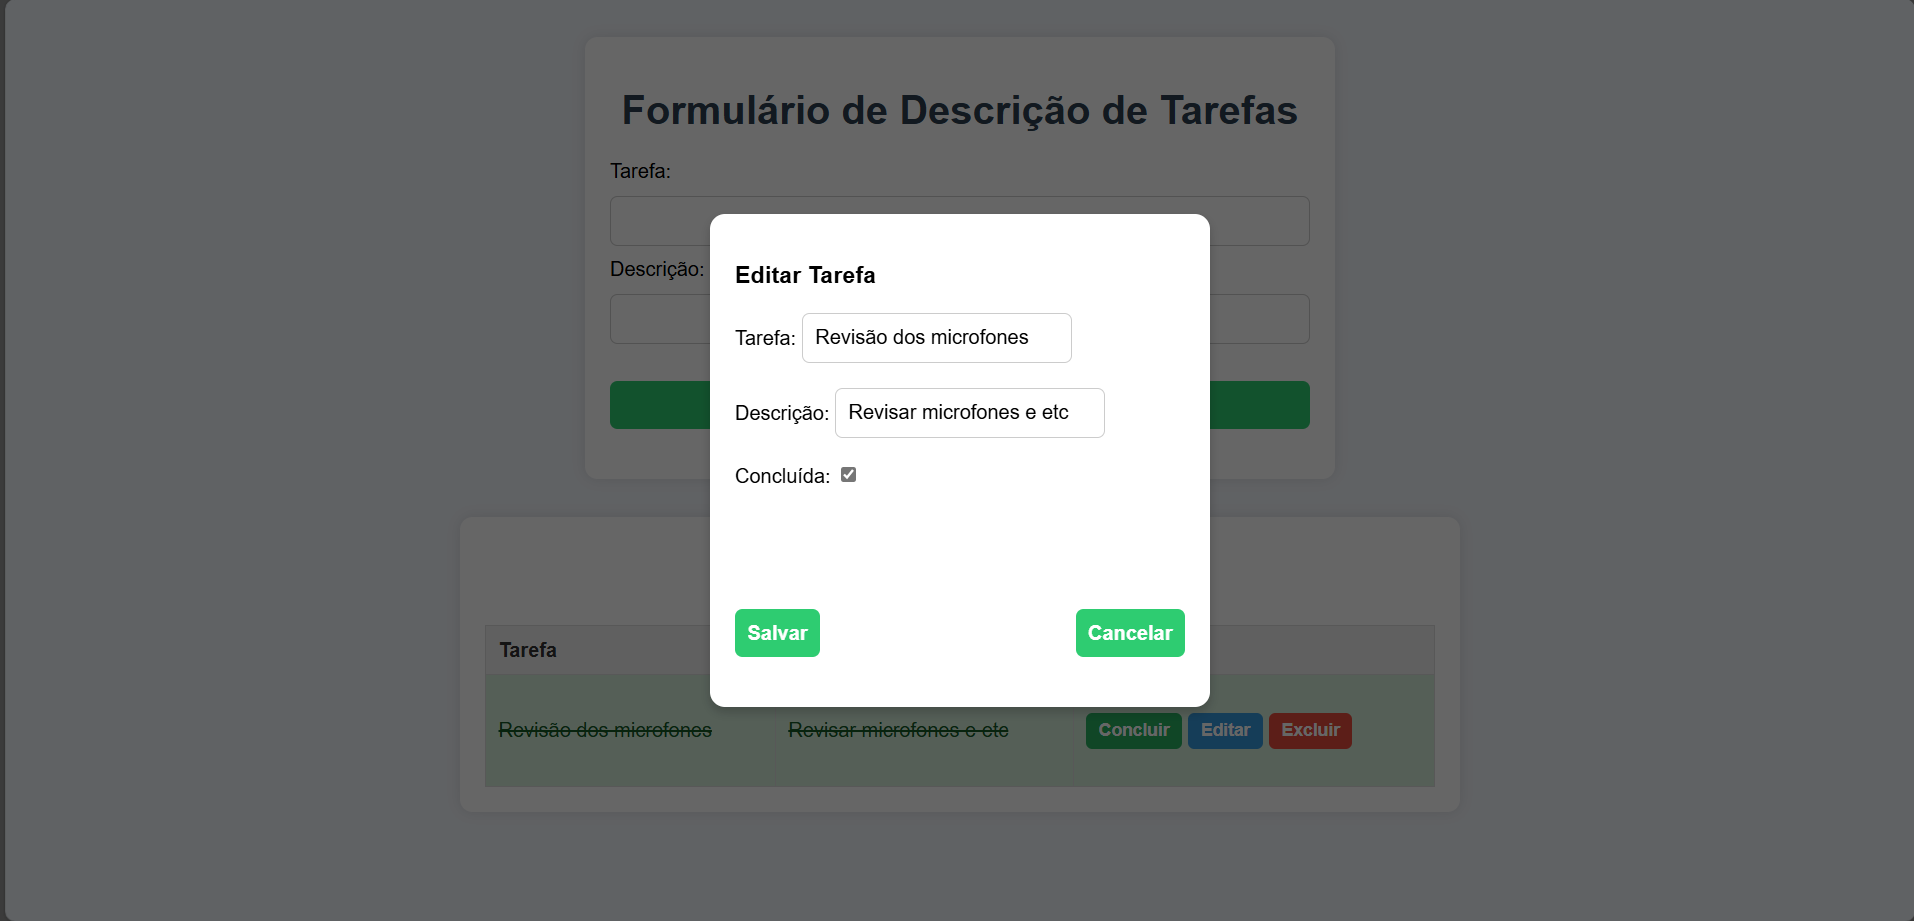 Formulário de Descrição de Tarefas
Tarefa:
Descrição:
Editar Tarefa
Tarefa: Revisão dos microfones
Descrição: Revisar microfones e etc
Concluída:
Salvar Cancelar
Tarefa
Revisão dos microfones Revisar microfones e etc Concluir Editar Excluir